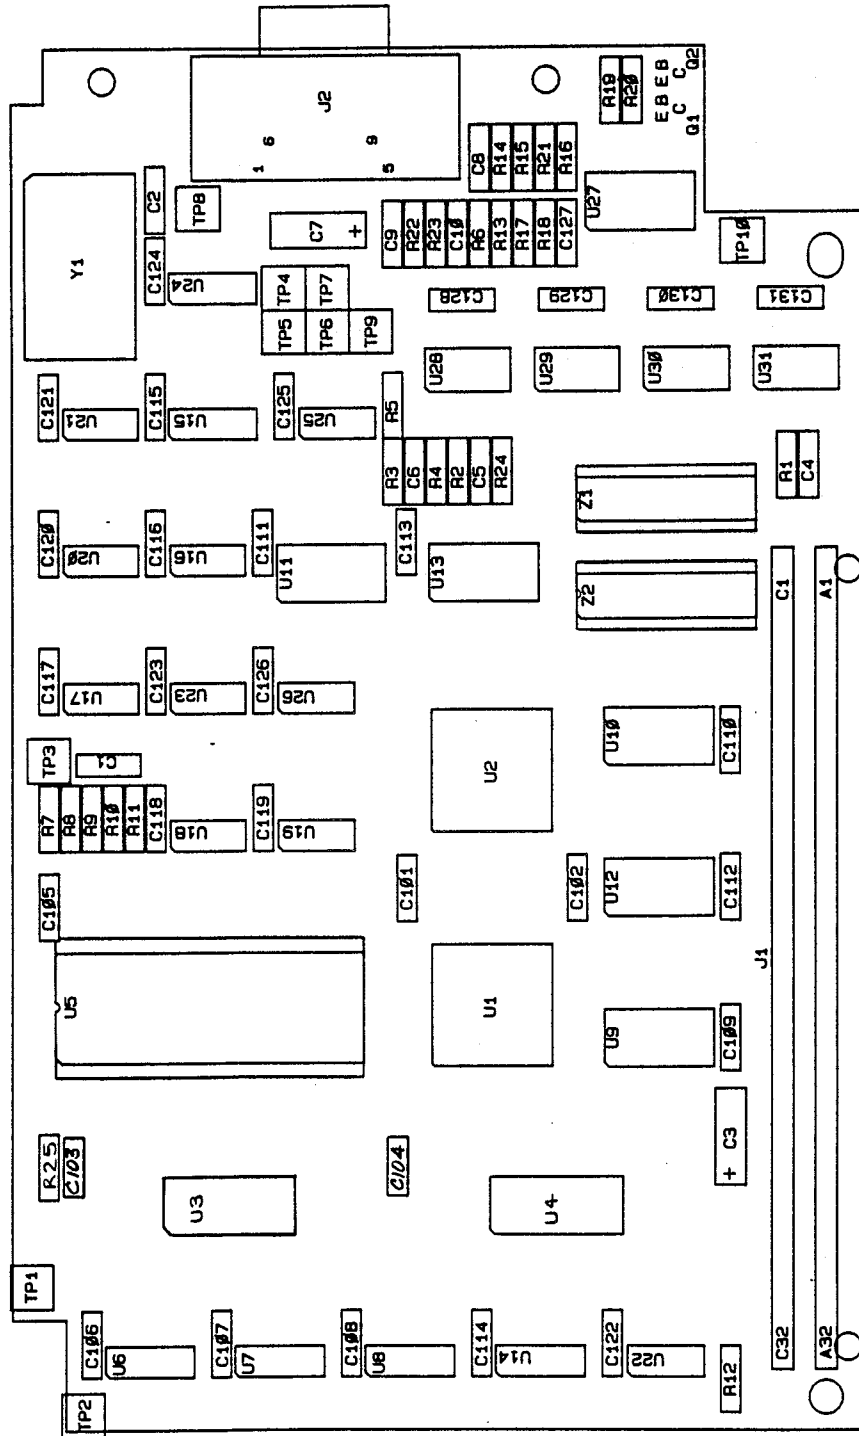 J2
1
6
9
5
R19
R20
E B
C
Q1
E B
C
Q2
C8
R14
R15
R21
R16
U27
C2
TP8
C7
+
C9
R22
R23
C10
R6
R13
R17
R18
C127
TP10
Y1
C124
U24
TP4
TP7
TP5
TP6
TP9
C128
C129
C130
C131
U28
U29
U30
U31
C121
U21
C115
U15
C125
U25
R5
R3
C6
R4
R2
C5
R24
Z1
R1
C4
C120
U20
C116
U16
C111
U11
C113
U13
Z2
C1
A1
C117
U17
C123
U23
C126
U26
TP3
C1
U2
U10
C110
R7
R8
R9
R10
R11
C118
U18
C119
U19
C105
C101
C102
U12
C112
U5
U1
U9
C109
J1
R25
C103
C104
C3
+
U3
U4
TP1
C106
U6
C107
U7
C108
U8
C114
U14
C122
U22
R12
C32
A32
TP2